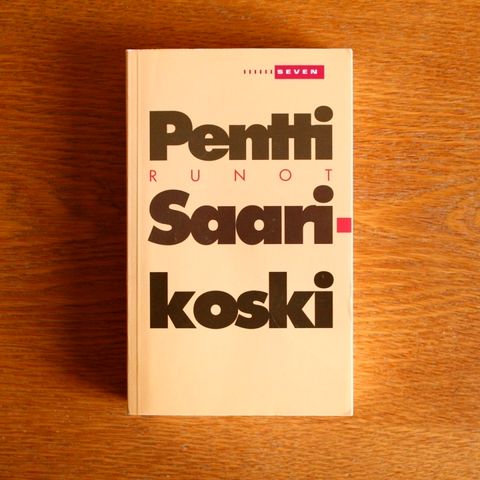 SEVEN
Pentti
RUNOT
Saari-
koski